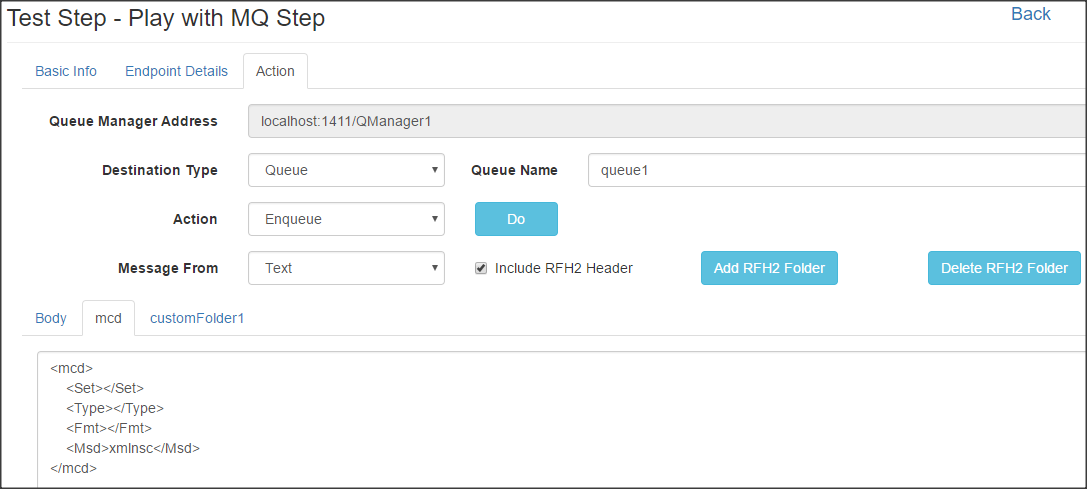 Test Step - Play with MQ Step Back
Basic Info Endpoint Details Action
Queue Manager Address localhost:1411/QManager1
Destination Type Queue Queue Name queue1
Action Enqueue Do
Message From Text Include RFH2 Header Add RFH2 Folder Delete RFH2 Folder
Body mcd customFolder1
<mcd>
<Set></Set>
<Type></Type>
<Fmt></Fmt>
<Msd>xmlnsc</Msd>
</mcd>